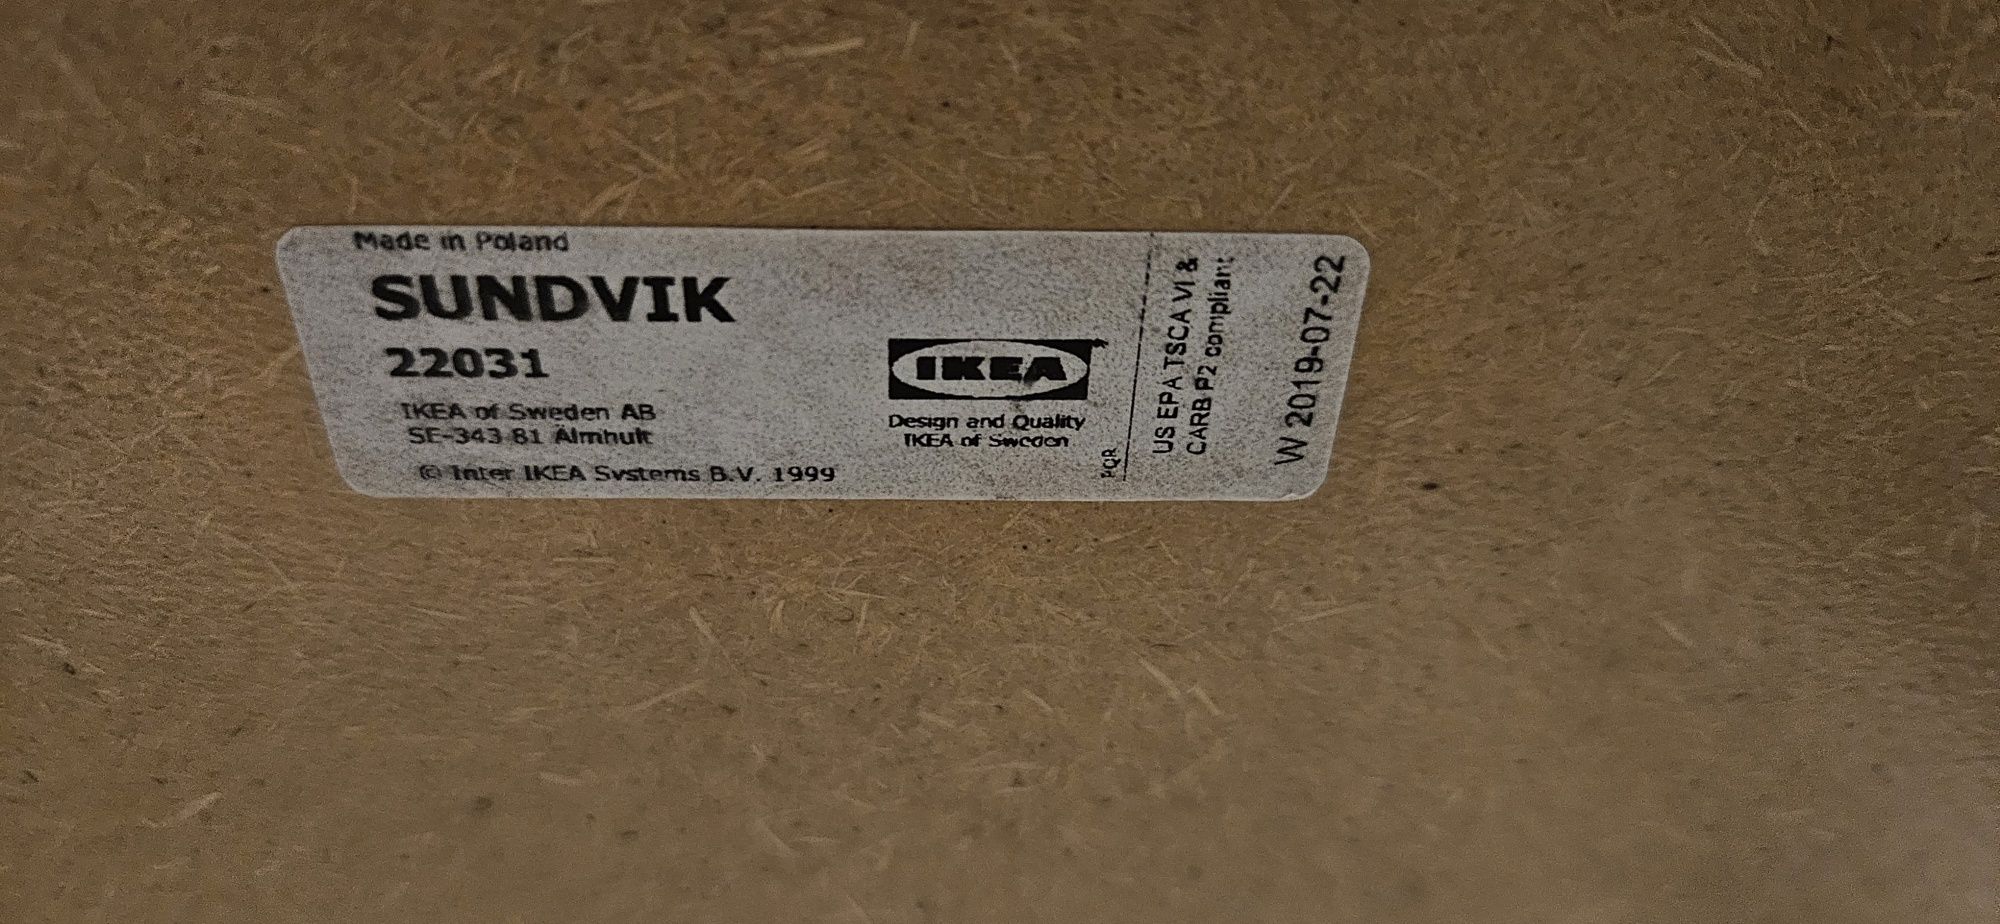 Made in Poland
SUNDVIK
22031
IKEA of Sweden AB
SE-343 81 Älmhult
© Inter IKEA Systems B.V. 1999
IKEA
Design and Quality
IKEA of Sweden
PQR
US EPA TSCA VI &
CARB P2 compliant
W 2019-07-22